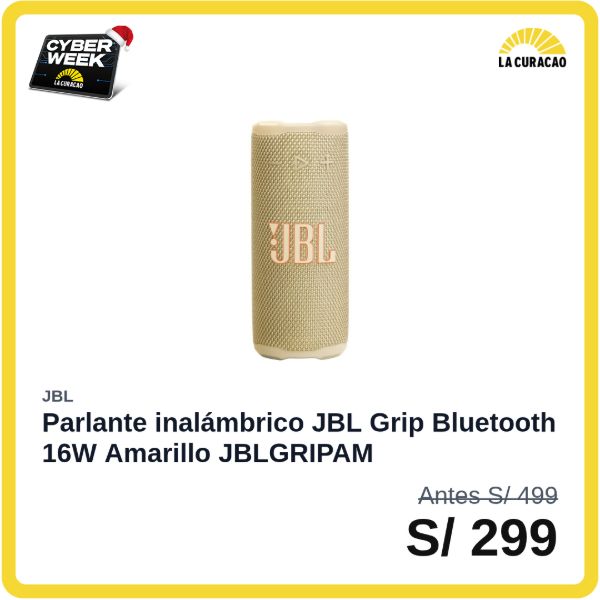 CYBER
WEEK
LA CURACAO
LA CURACAO
JBL
JBL
Parlante inalámbrico JBL Grip Bluetooth
16W Amarillo JBLGRIPAM
Antes S/ 499
S/ 299